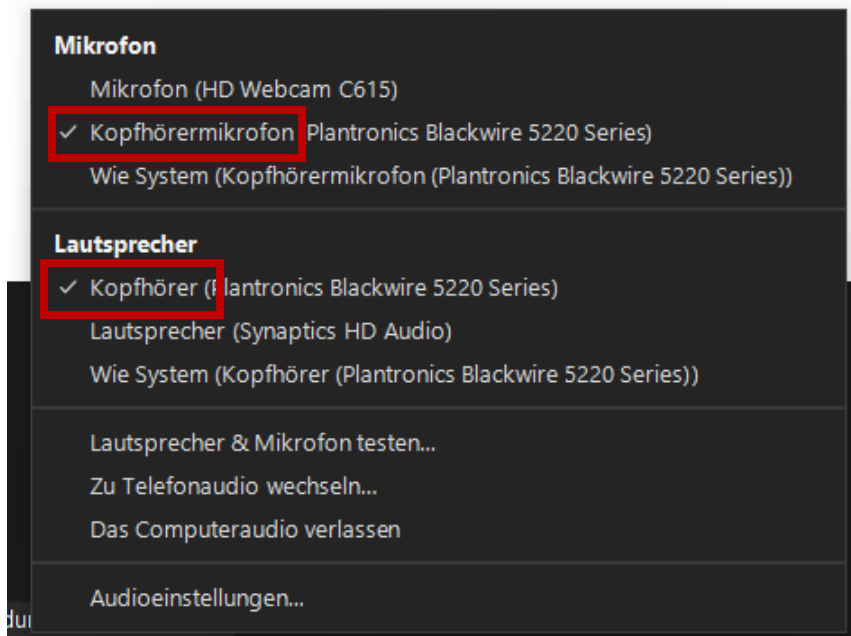 Mikrofon
Mikrofon (HD Webcam C615)
✓ Kopfhörermikrofon (Plantronics Blackwire 5220 Series)
Wie System (Kopfhörermikrofon (Plantronics Blackwire 5220 Series))
Lautsprecher
✓ Kopfhörer (Plantronics Blackwire 5220 Series)
Lautsprecher (Synaptics HD Audio)
Wie System (Kopfhörer (Plantronics Blackwire 5220 Series))
Lautsprecher & Mikrofon testen...
Zu Telefonaudio wechseln...
Das Computeraudio verlassen
Audioeinstellungen...